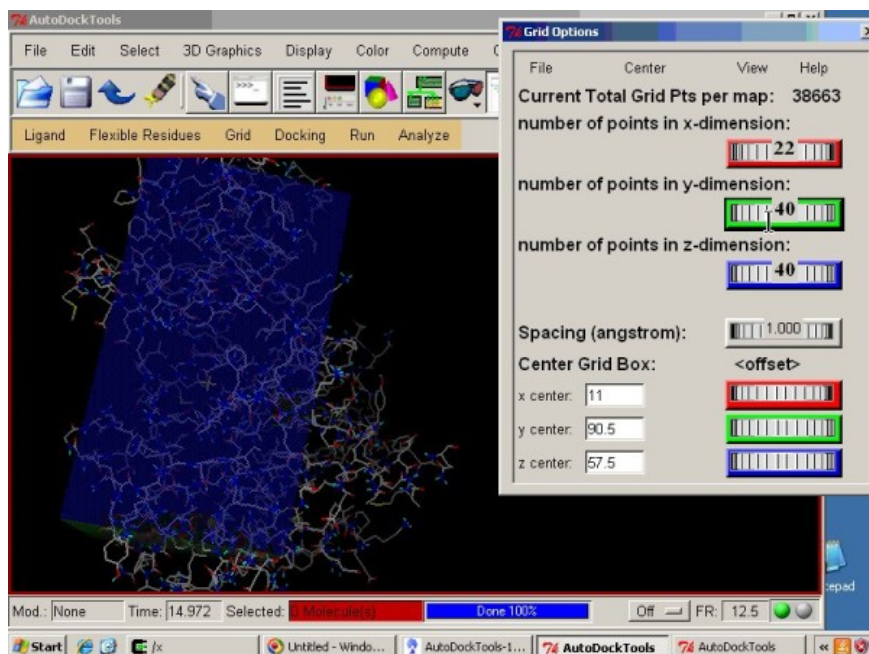 AutoDockTools
File Edit Select 3D Graphics Display Color Compute
Ligand Flexible Residues Grid Docking Run Analyze
Grid Options
File Center View Help
Current Total Grid Pts per map: 38663
number of points in x-dimension:
22
number of points in y-dimension:
40
number of points in z-dimension:
40
Spacing (angstrom): 1.000
Center Grid Box: <offset>
x center: 11
y center: 90.5
z center: 57.5
epad
Mod.: None Time: 14.972 Selected: 0 Molecule(s) Done 100% Off FR: 12.5
Start Untitled - Windo... AutoDockTools-1... AutoDockTools AutoDockTools «